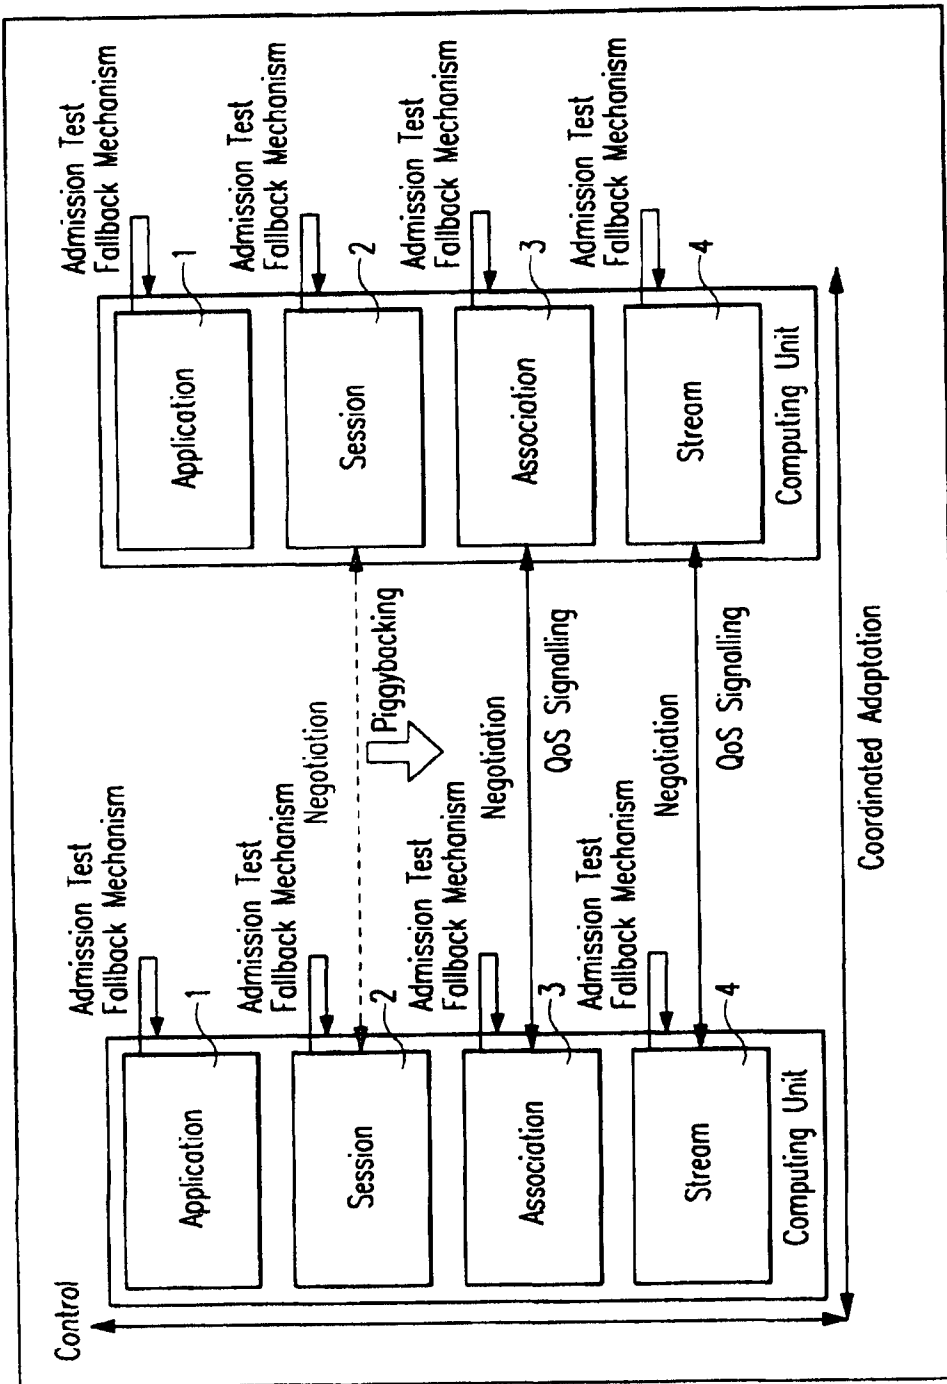 Control
Admission Test
Fallback Mechanism
Admission Test
Fallback Mechanism
Application
1
Application
1
Admission Test
Fallback Mechanism
Admission Test
Fallback Mechanism
Negotiation
Session
2
Session
2
Piggybacking
Admission Test
Fallback Mechanism
Admission Test
Fallback Mechanism
Negotiation
Association
3
Association
3
QoS Signalling
Admission Test
Fallback Mechanism
Admission Test
Fallback Mechanism
Negotiation
Stream
4
Stream
4
QoS Signalling
Computing Unit
Computing Unit
Coordinated Adaptation